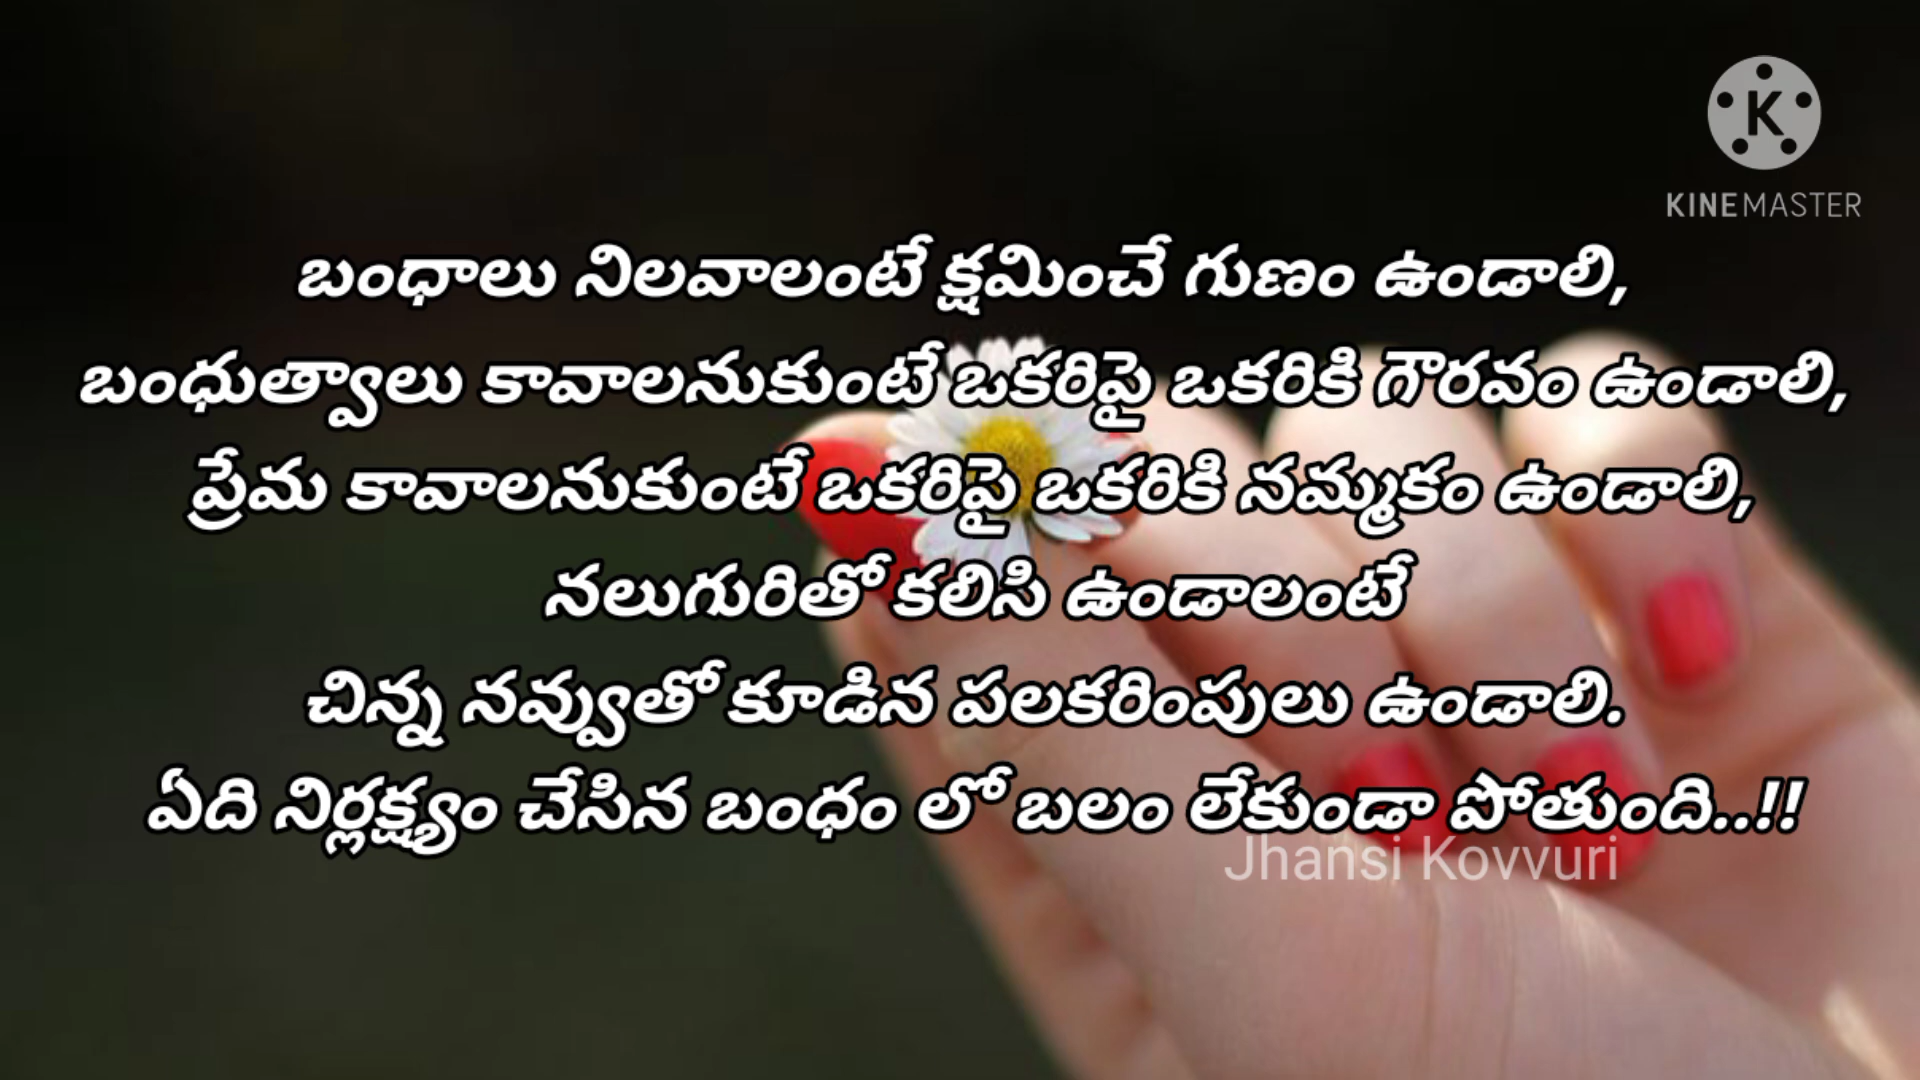 KINEMASTER
బంధాలు నిలవాలంటే క్షమించే గుణం ఉండాలి,
బంధుత్వాలు కావాలనుకుంటే ఒకరిపై ఒకరికి గౌరవం ఉండాలి,
ప్రేమ కావాలనుకుంటే ఒకరిపై ఒకరికి నమ్మకం ఉండాలి,
నలుగురితో కలిసి ఉండాలంటే
చిన్న నవ్వుతో కూడిన పలకరింపులు ఉండాలి.
ఏది నిర్లక్ష్యం చేసిన బంధం లో బలం లేకుండా పోతుంది..!!
Jhansi Kovvuri